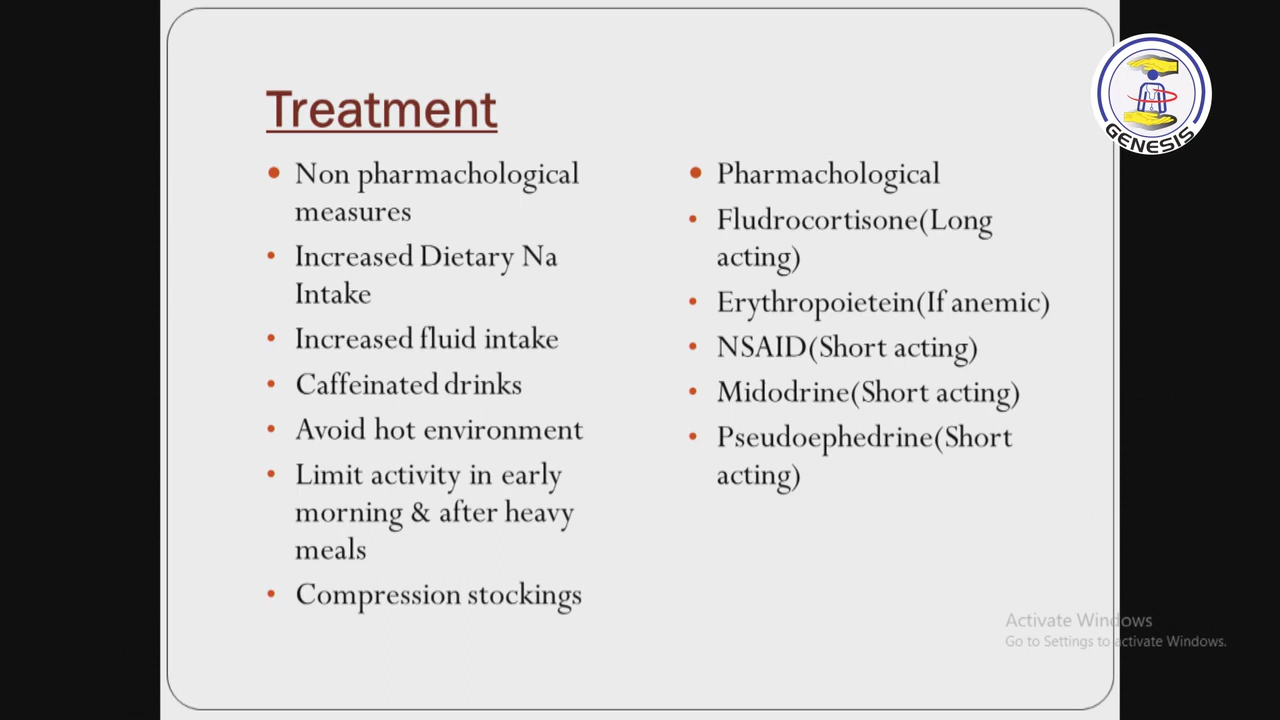 Treatment
Non pharmachological
measures
Increased Dietary Na
Intake
Increased fluid intake
Caffeinated drinks
Avoid hot environment
Limit activity in early
morning & after heavy
meals
Compression stockings
Pharmachological
Fludrocortisone(Long
acting)
Erythropoietein(If anemic)
NSAID(Short acting)
Midodrine(Short acting)
Pseudoephedrine(Short
acting)
GENESIS
Activate Windows
Go to Settings to activate Windows.